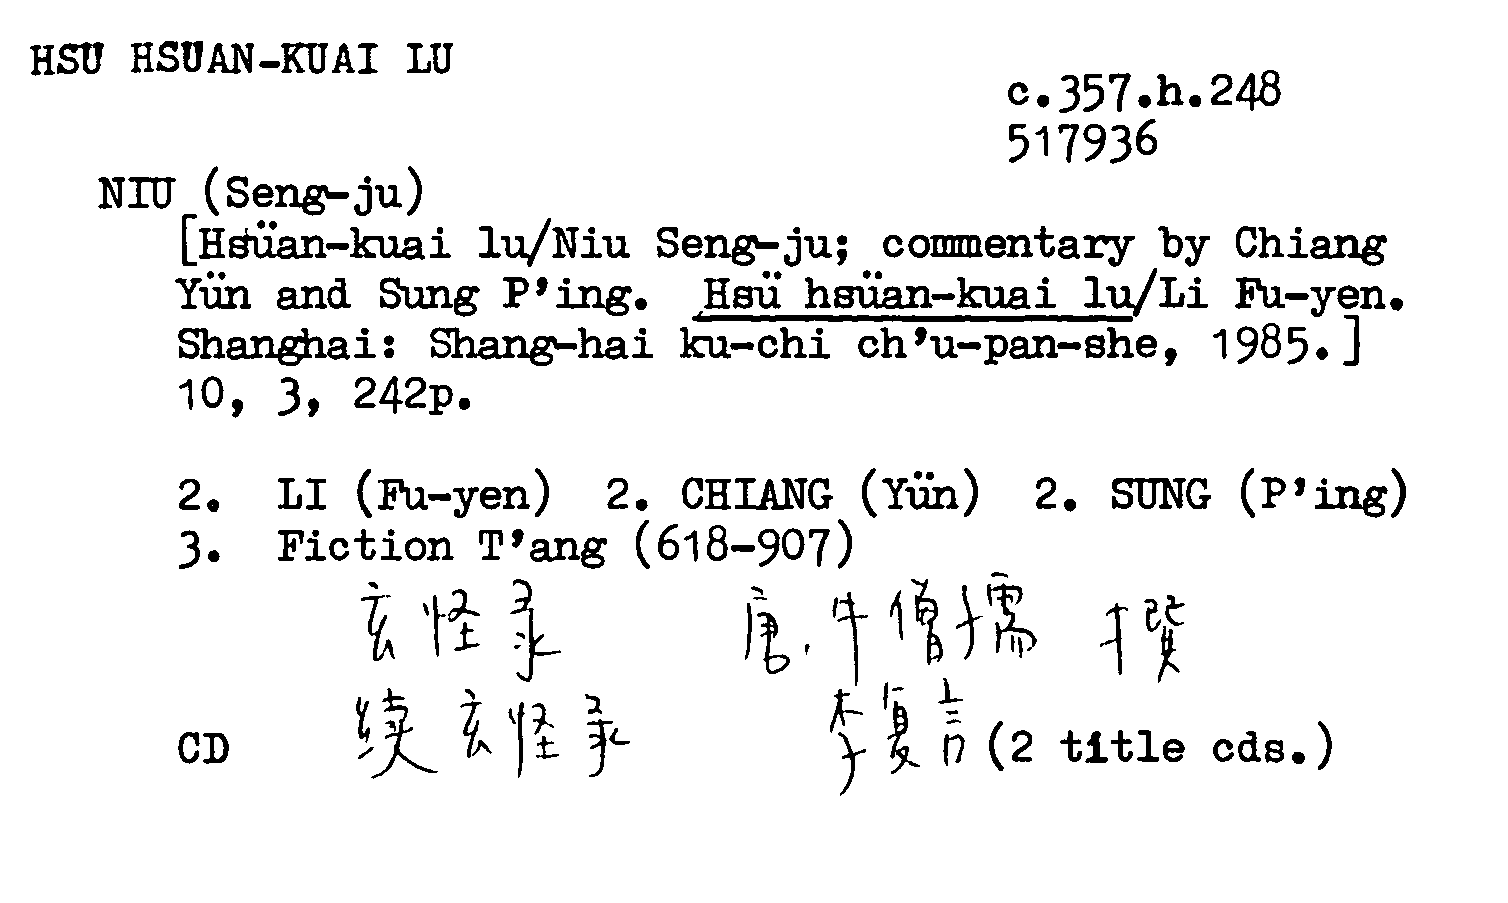 HSU HSUAN-KUAI LU
c.357.h.248
517936
NIU (Seng-ju)
[Hsüan-kuai lu/Niu Seng-ju; commentary by Chiang
Yün and Sung P'ing. Hsü hsüan-kuai lu/Li Fu-yen.
Shanghai: Shang-hai ku-chi ch'u-pan-she, 1985.]
10, 3, 242p.
2. LI (Fu-yen) 2. CHIANG (Yün) 2. SUNG (P'ing)
3. Fiction T'ang (618-907)
玄怪录 唐.牛僧孺 撰
CD 续玄怪录 李复言 (2 title cds.)